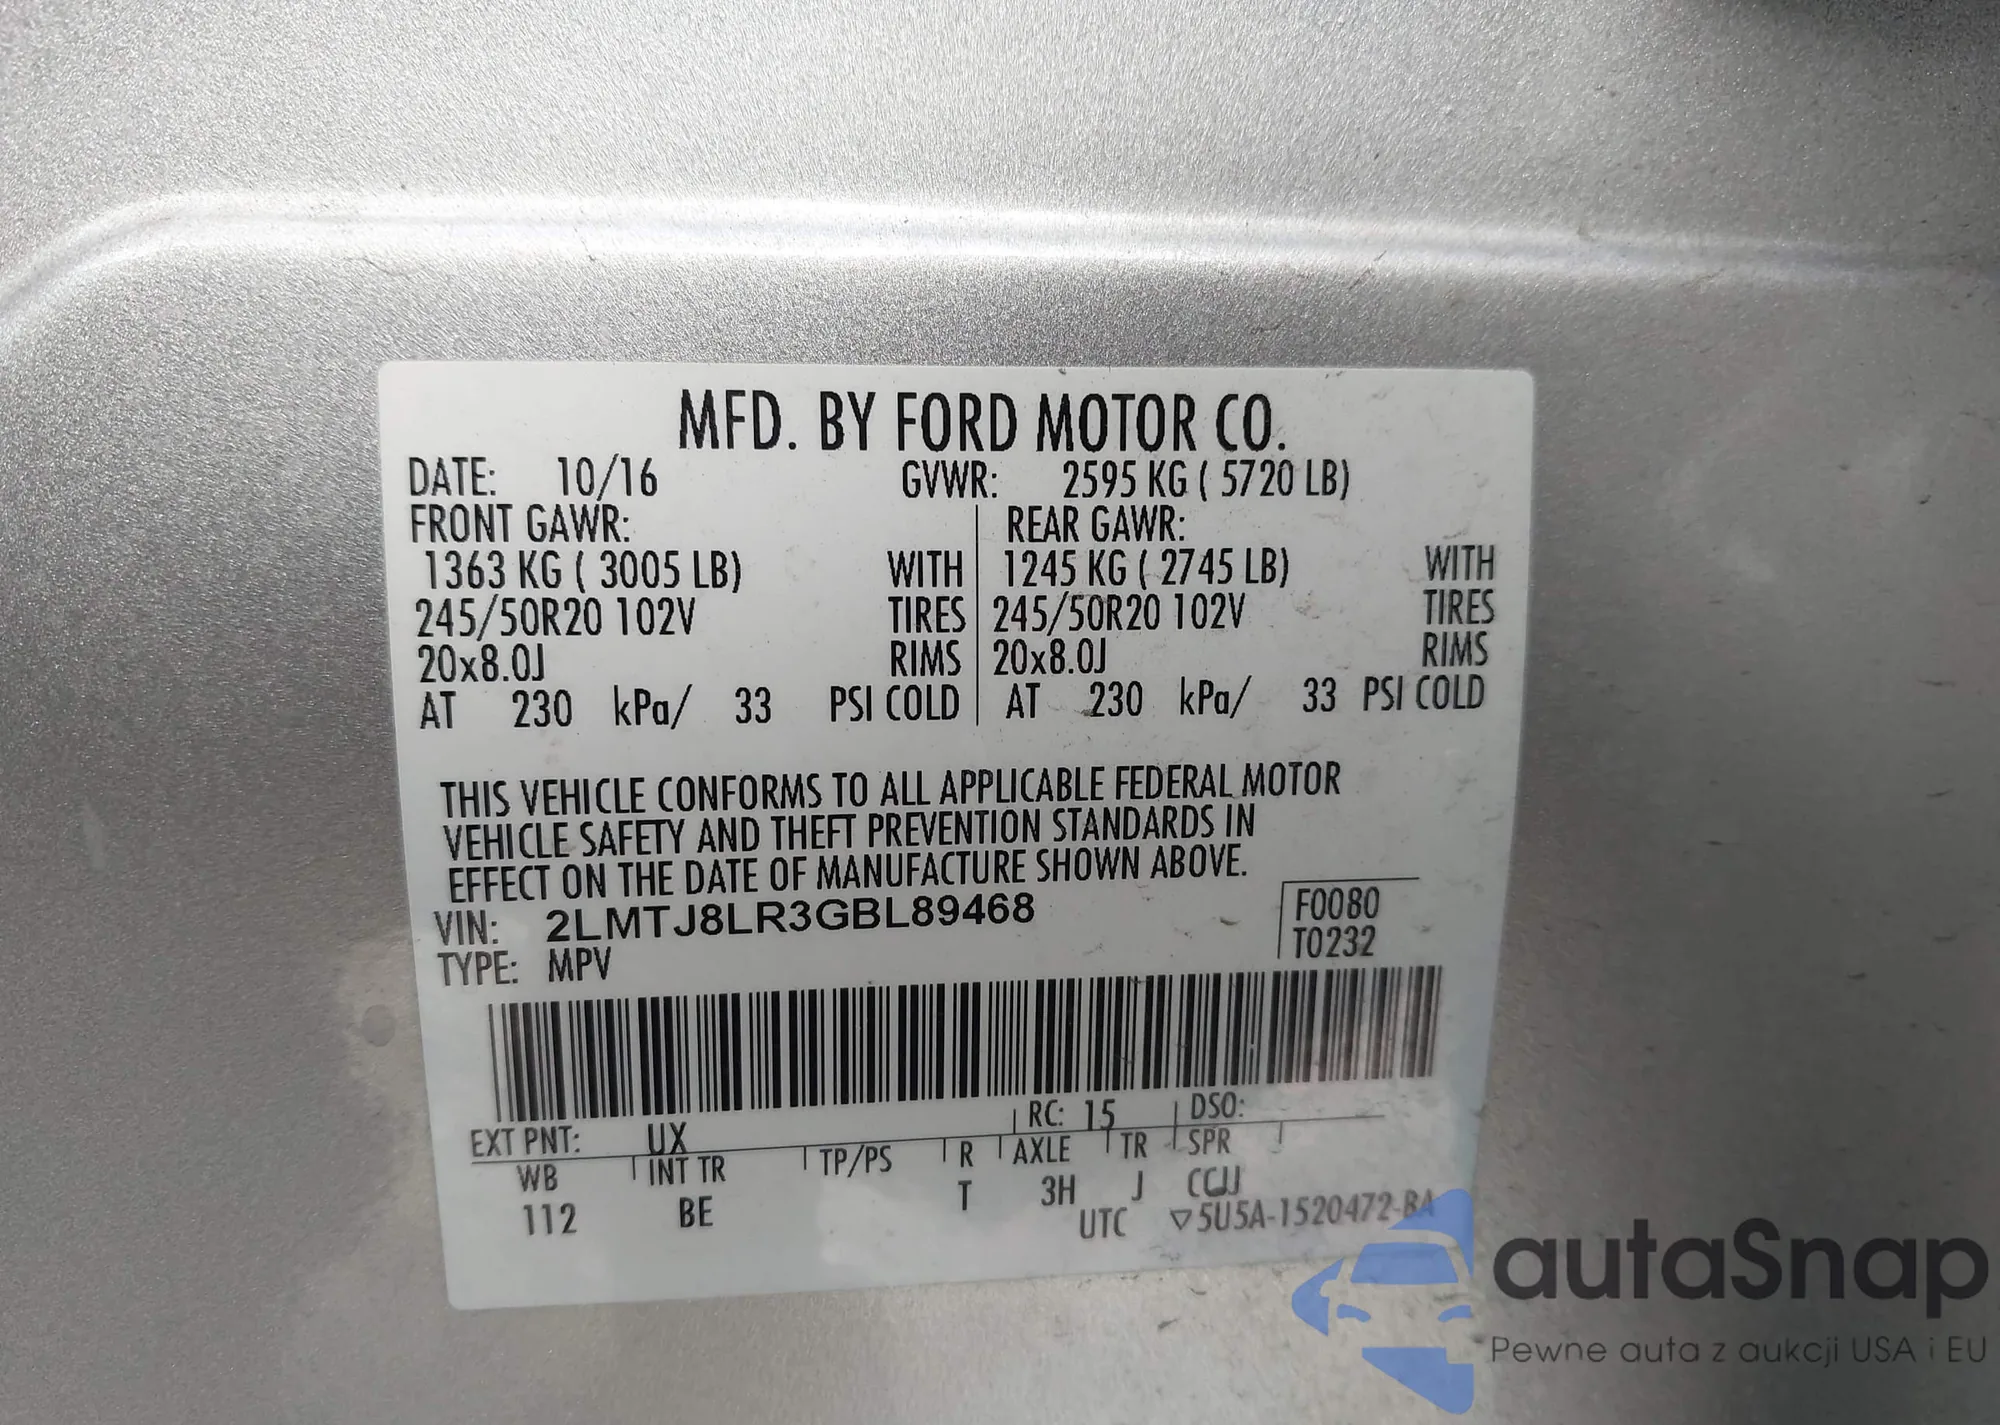 MFD. BY FORD MOTOR CO.
DATE: 10/16 GVWR: 2595 KG ( 5720 LB)
FRONT GAWR: REAR GAWR:
1363 KG ( 3005 LB) WITH 1245 KG ( 2745 LB) WITH
245/50R20 102V TIRES 245/50R20 102V TIRES
20x8.0J RIMS 20x8.0J RIMS
AT 230 kPa/ 33 PSI COLD AT 230 kPa/ 33 PSI COLD
THIS VEHICLE CONFORMS TO ALL APPLICABLE FEDERAL MOTOR
VEHICLE SAFETY AND THEFT PREVENTION STANDARDS IN
EFFECT ON THE DATE OF MANUFACTURE SHOWN ABOVE.
VIN: 2LMTJ8LR3GBL89468 F0080
TYPE: MPV T0232
EXT PNT: UX RC: 15 DSO:
WB INT TR TP/PS R AXLE TR SPR
112 BE T 3H J
UTC ▽5U5A-1520472-BA
autaSnap
Pewne auta z aukcji USA i EU